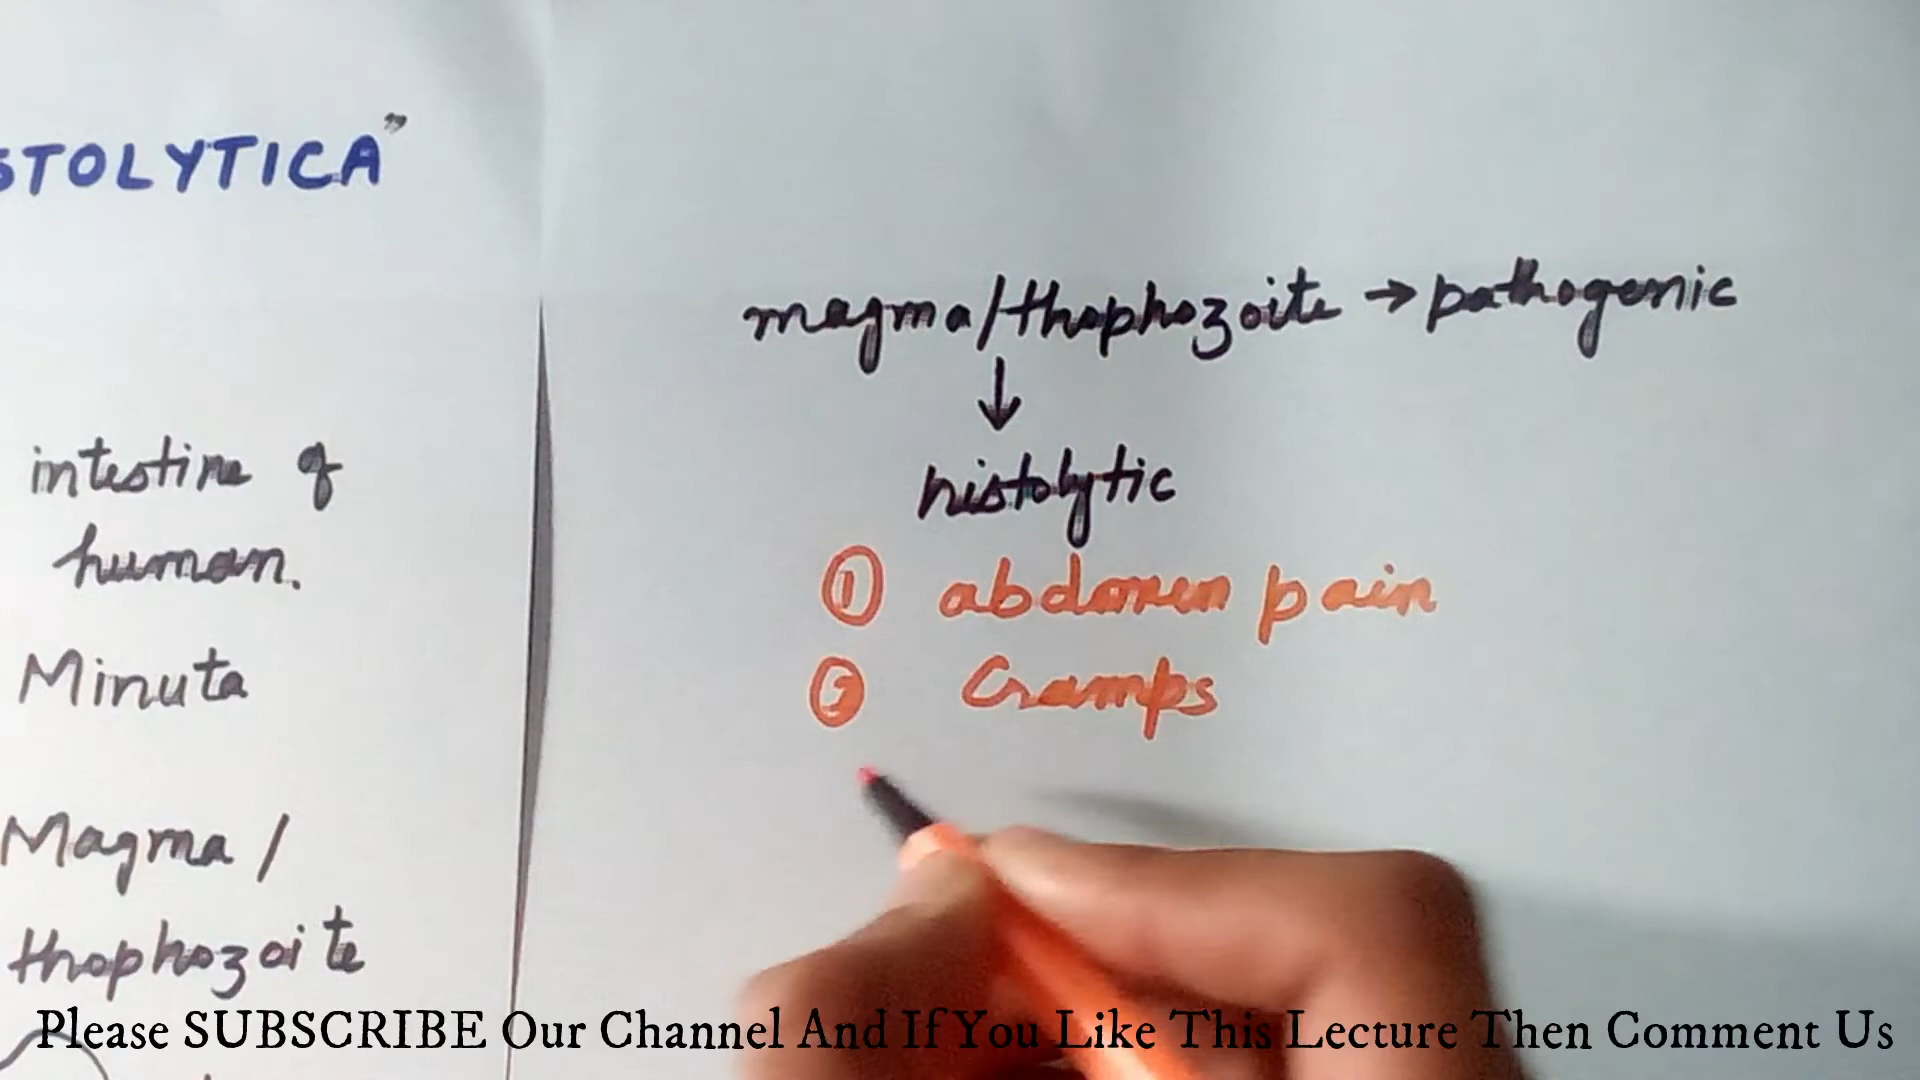 STOLYTICA"
intestine of
human.
Minuta
Magma /
thophozoite
magma/thophozoite → pathogenic
↓
histolytic
① abdomen pain
② Cramps
Please SUBSCRIBE Our Channel And If You Like This Lecture Then Comment Us